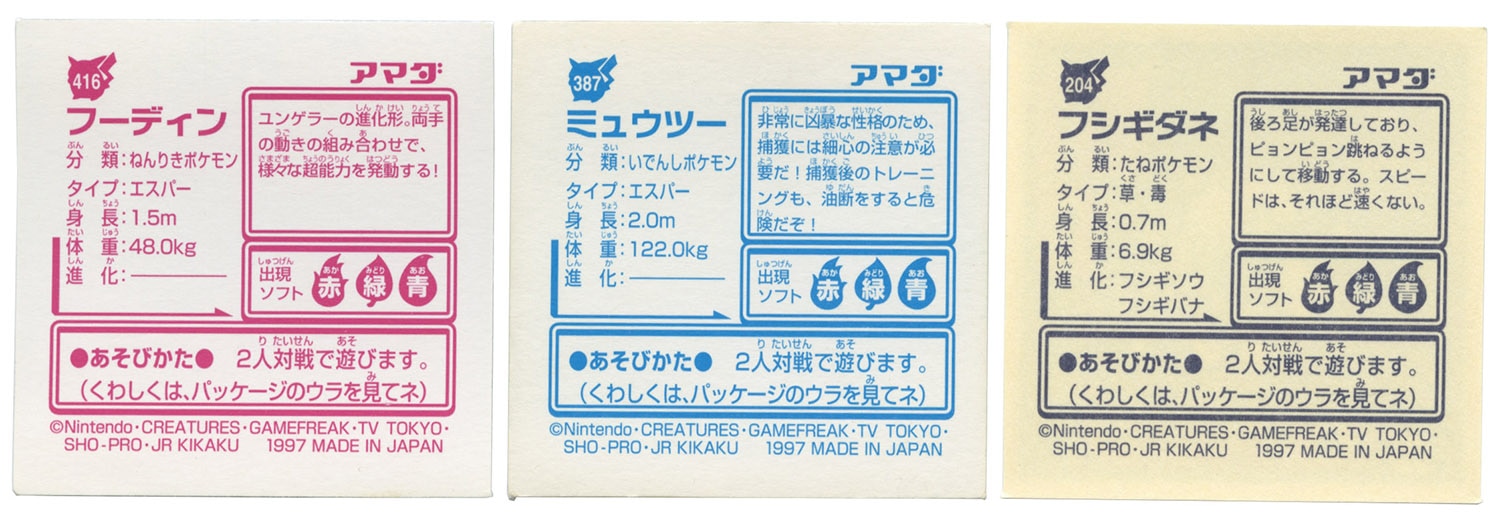 416
アマダ
フーディン
分類:ねんりきポケモン
タイプ:エスパー
身長:1.5m
体重:48.0kg
進化:
ユンゲラーの進化形。両手
の動きの組み合わせで、
様々な超能力を発動する!
出現
ソフト
赤 緑 青
●あそびかた● 2人対戦で遊びます。
(くわしくは、パッケージのウラを見てネ)
©Nintendo・CREATURES・GAMEFREAK・TV TOKYO・
SHO-PRO・JR KIKAKU 1997 MADE IN JAPAN
387
アマダ
ミュウツー
分類:いでんしポケモン
タイプ:エスパー
身長:2.0m
体重:122.0kg
進化:
非常に凶暴な性格のため、
捕獲には細心の注意が必
要だ!捕獲後のトレーニ
ングも、油断をすると危
険だぞ!
出現
ソフト
赤 緑 青
●あそびかた● 2人対戦で遊びます。
(くわしくは、パッケージのウラを見てネ)
©Nintendo・CREATURES・GAMEFREAK・TV TOKYO・
SHO-PRO・JR KIKAKU 1997 MADE IN JAPAN
204
アマダ
フシギダネ
分類:たねポケモン
タイプ:草・毒
身長:0.7m
体重:6.9kg
進化:フシギソウ
フシギバナ
後ろ足が発達しており、
ピョンピョン跳ねるよう
にして移動する。スピー
ドは、それほど速くない。
出現
ソフト
赤 緑 青
●あそびかた● 2人対戦で遊びます。
(くわしくは、パッケージのウラを見てネ)
©Nintendo・CREATURES・GAMEFREAK・TV TOKYO・
SHO-PRO・JR KIKAKU 1997 MADE IN JAPAN